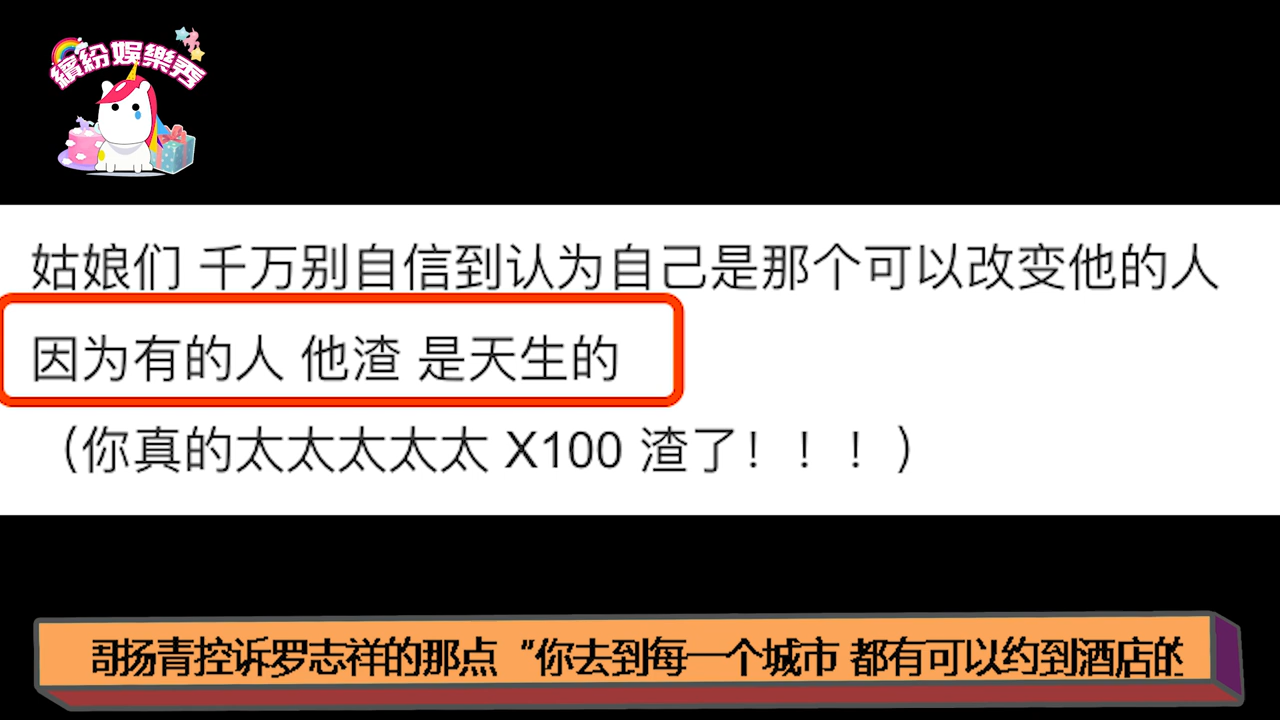 繽紛娛樂秀
姑娘们 千万别自信到认为自己是那个可以改变他的人
因为有的人 他渣 是天生的
（你真的太太太太太 X100 渣了！！！）
扬青控诉罗志祥的那点“你去到每一个城市 都有可以约到酒店的